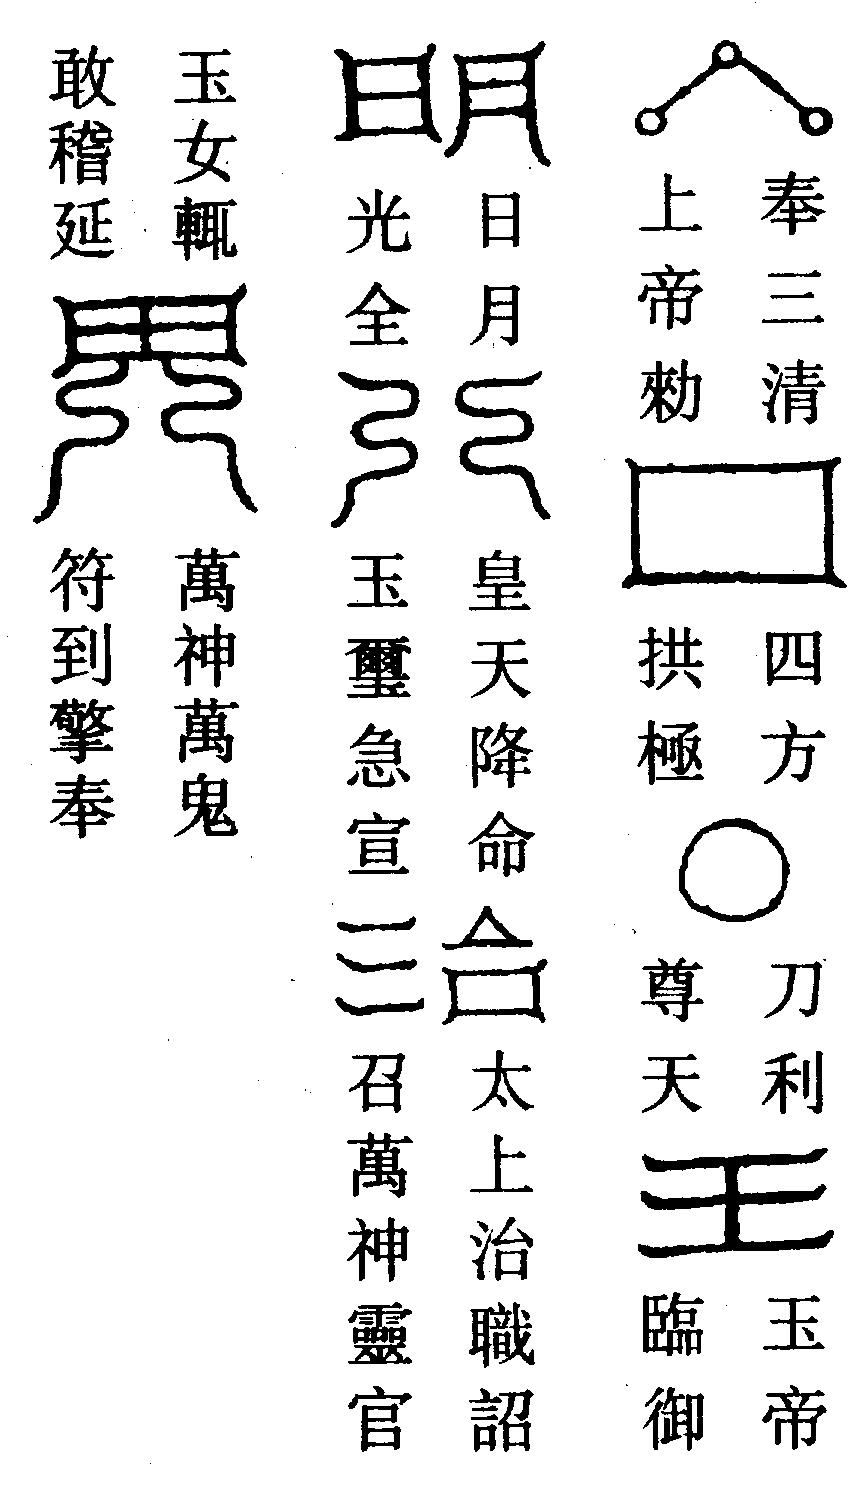 奉三清
上帝勅
四方
拱極
刀利
尊天
王
玉帝
臨御
日月
光全
皇天降命
玉璽急宣
太上治職詔
召萬神靈官
玉女輒
敢稽延
萬神萬鬼
符到擎奉